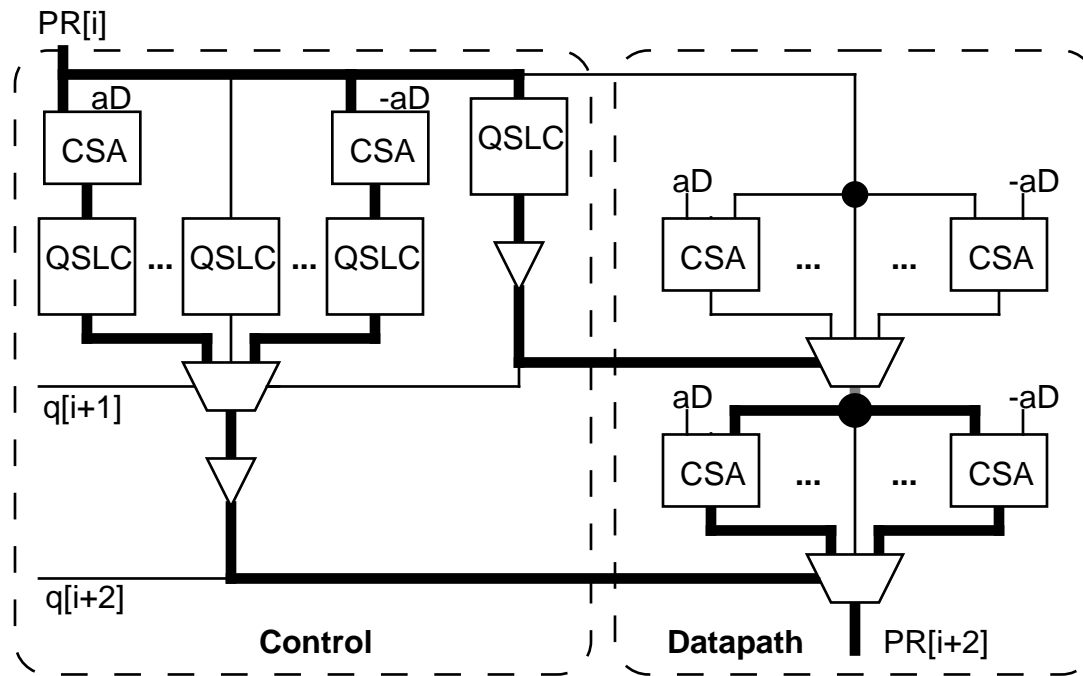 PR[i]
aD
-aD
CSA
CSA
QSLC
QSLC
...
QSLC
...
QSLC
aD
-aD
CSA
...
...
CSA
q[i+1]
aD
-aD
CSA
...
...
CSA
q[i+2]
Control
Datapath
PR[i+2]